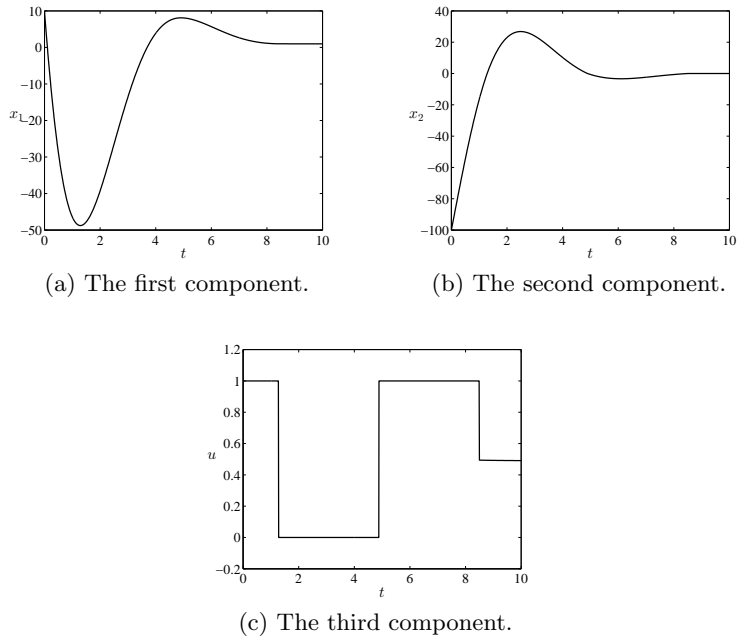 10
0
−10
−20
−30
−40
−50
x1
0 2 4 6 8 10
t
(a) The first component.
40
20
0
−20
−40
−60
−80
−100
x2
0 2 4 6 8 10
t
(b) The second component.
1.2
1
0.8
0.6
0.4
0.2
0
−0.2
u
0 2 4 6 8 10
t
(c) The third component.